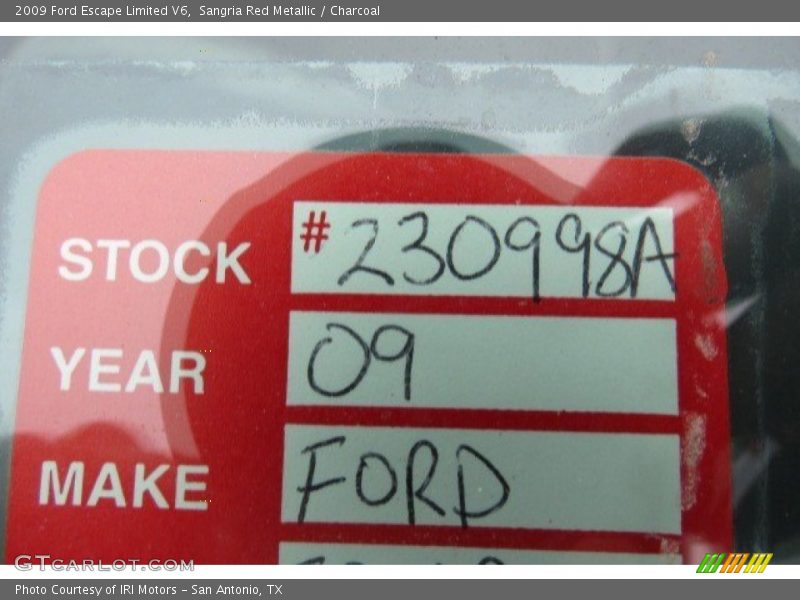 2009 Ford Escape Limited V6, Sangria Red Metallic / Charcoal
STOCK #230998A
YEAR 09
MAKE FORD
GTcarlot.com
Photo Courtesy of IRI Motors – San Antonio, TX